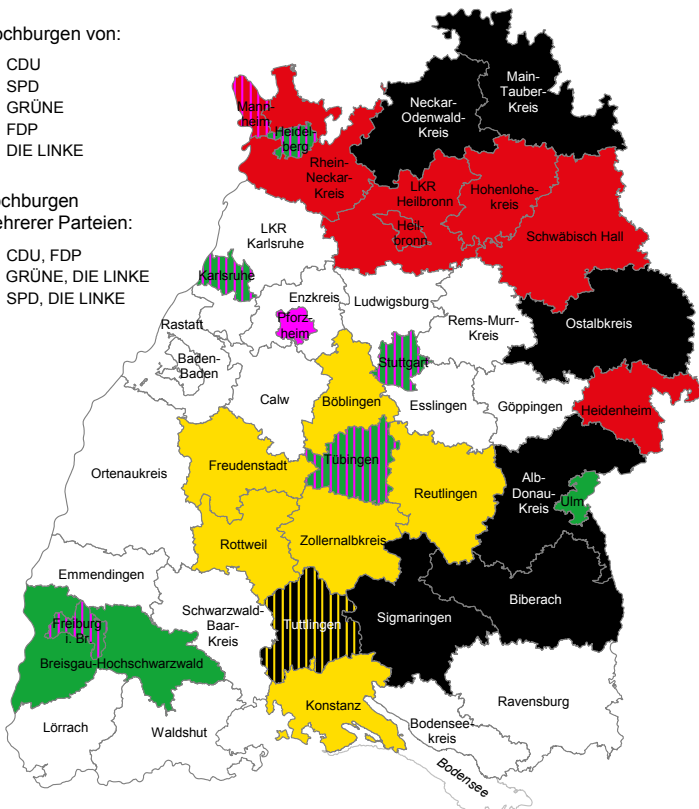 ochburgen von:
CDU
SPD
GRÜNE
FDP
DIE LINKE
ochburgen
ehrerer Parteien:
CDU, FDP
GRÜNE, DIE LINKE
SPD, DIE LINKE
Main-
Tauber-
Kreis
Neckar-
Odenwald-
Kreis
Mann-
heim
Heidel-
berg
Rhein-
Neckar-
Kreis
LKR
Heilbronn
Hohenlohe-
kreis
Heil-
bronn
Schwäbisch Hall
LKR
Karlsruhe
Karlsruhe
Enzkreis
Ludwigsburg
Pforz-
heim
Rems-Murr-
Kreis
Ostalbkreis
Rastatt
Baden-
Baden
Stuttgart
Calw
Böblingen
Esslingen
Göppingen
Heidenheim
Ortenaukreis
Freudenstadt
Tübingen
Reutlingen
Alb-
Donau-
Kreis
Ulm
Rottweil
Zollernalbkreis
Emmendingen
Schwarzwald-
Baar-
Kreis
Tuttlingen
Sigmaringen
Biberach
Freiburg
i. Br.
Breisgau-Hochschwarzwald
Konstanz
Ravensburg
Lörrach
Waldshut
Bodensee-
kreis
Bodensee